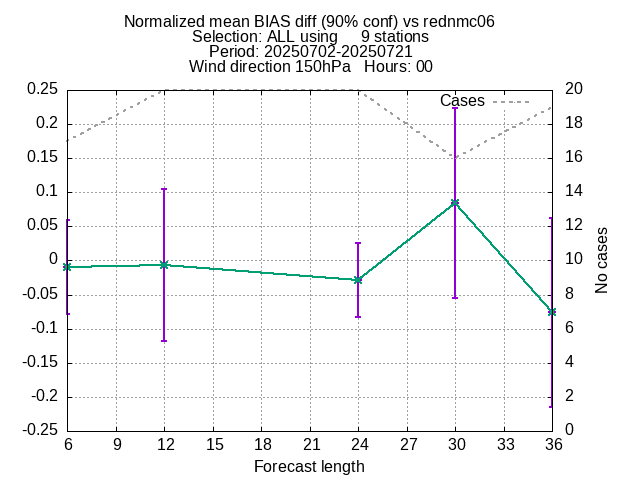 Normalized mean BIAS diff (90% conf) vs rednmc06
Selection: ALL using     9 stations
Period: 20250702-20250721
Wind direction 150hPa   Hours: 00
Cases
0.25
0.2
0.15
0.1
0.05
0
-0.05
-0.1
-0.15
-0.2
-0.25
20
18
16
14
12
10
8
6
4
2
0
No cases
6 9 12 15 18 21 24 27 30 33 36
Forecast length